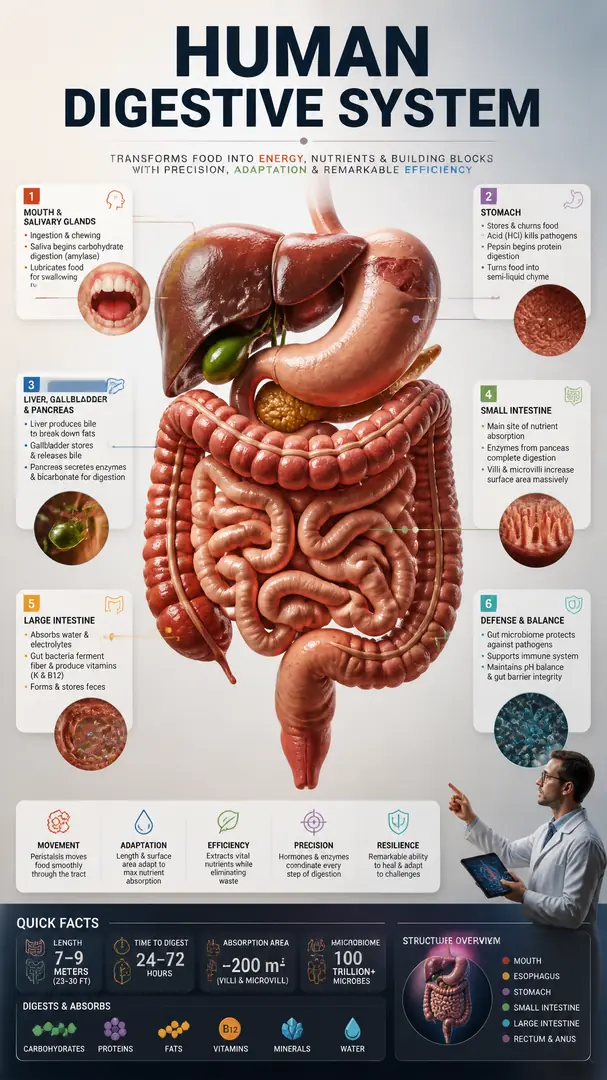 HUMAN
DIGESTIVE SYSTEM
TRANSFORMS FOOD INTO ENERGY, NUTRIENTS & BUILDING BLOCKS
WITH PRECISION, ADAPTATION & REMARKABLE EFFICIENCY
1
MOUTH &
SALIVARY GLANDS
• Ingestion & chewing
• Saliva begins carbohydrate
digestion (amylase)
• Lubricates food
for swallowing
2
STOMACH
• Stores & churns food
• Acid (HCl) kills pathogens
• Pepsin begins protein
digestion
• Turns food into
semi-liquid chyme
3
LIVER, GALLBLADDER
& PANCREAS
• Liver produces bile
to break down fats
• Gallbladder stores
& releases bile
• Pancreas secretes enzymes
& bicarbonate for digestion
4
SMALL INTESTINE
• Main site of nutrient
absorption
• Enzymes from pancreas
complete digestion
• Villi & microvilli increase
surface area massively
5
LARGE INTESTINE
• Absorbs water &
electrolytes
• Gut bacteria ferment
fiber & produce vitamins
(K & B12)
• Forms & stores feces
6
DEFENSE & BALANCE
• Gut microbiome protects
against pathogens
• Supports immune system
• Maintains pH balance
& gut barrier integrity
MOVEMENT
Peristalsis moves
food smoothly
through the tract
ADAPTATION
Length & surface
area adapt to
max nutrient
absorption
EFFICIENCY
Extracts vital
nutrients while
eliminating
waste
PRECISION
Hormones & enzymes
coordinate every
step of digestion
RESILIENCE
Remarkable ability
to heal & adapt
to challenges
QUICK FACTS
LENGTH
7–9
METERS
(23–30 FT)
TIME TO DIGEST
24–72
HOURS
ABSORPTION AREA
~200 m²
(VILLI & MICROVILLI)
MICROBIOME
100
TRILLION+
MICROBES
STRUCTURE OVERVIEW
MOUTH
ESOPHAGUS
STOMACH
SMALL INTESTINE
LARGE INTESTINE
RECTUM & ANUS
DIGESTS & ABSORBS
CARBOHYDRATES
PROTEINS
FATS
B12
VITAMINS
MINERALS
WATER